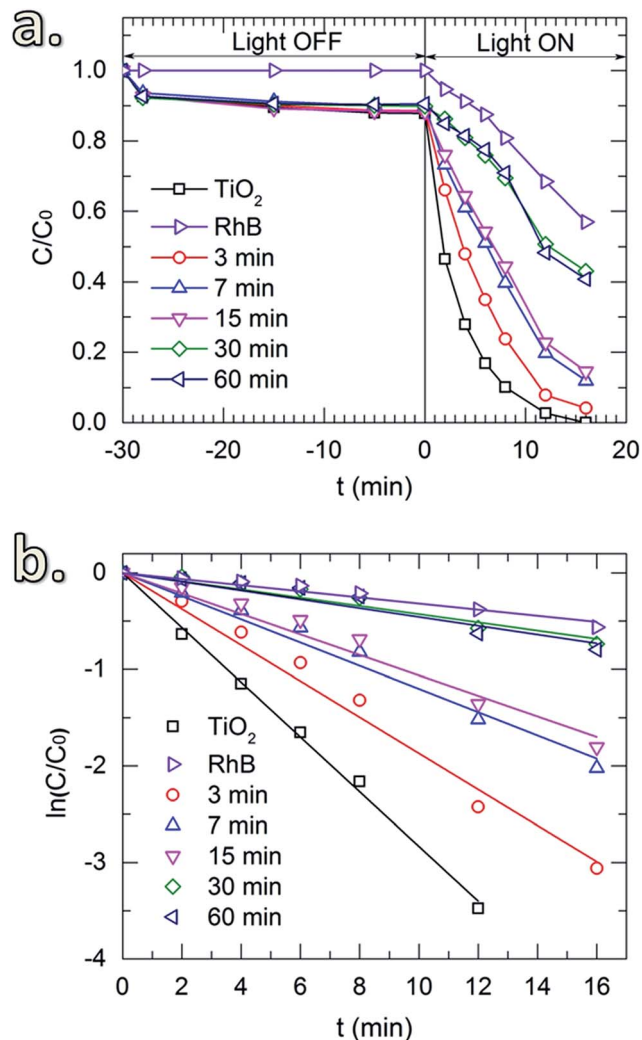 a.
Light OFF
Light ON
1.0
0.8
0.6
0.4
0.2
0.0
C/C₀
TiO₂
RhB
3 min
7 min
15 min
30 min
60 min
-30
-20
-10
0
10
20
t (min)
b.
0
-1
-2
-3
-4
ln(C/C₀)
TiO₂
RhB
3 min
7 min
15 min
30 min
60 min
0
2
4
6
8
10
12
14
16
t (min)